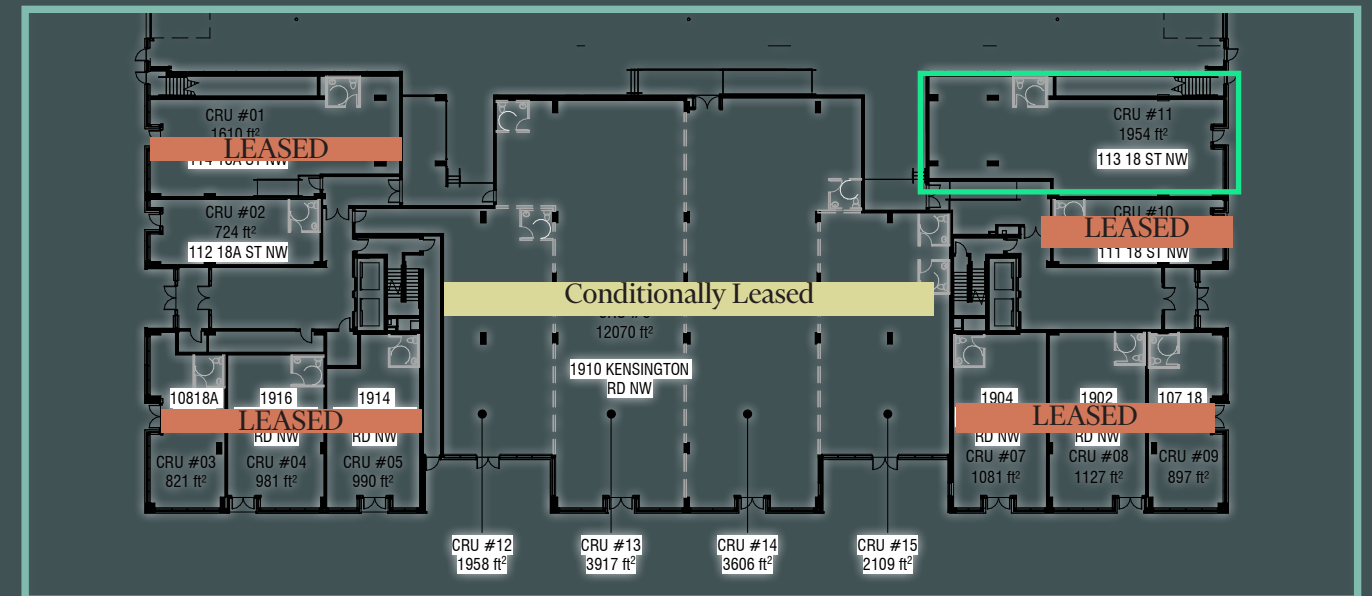 CRU #01
1610 ft²
LEASED
CRU #02
724 ft²
112 18A ST NW
CRU #11
1954 ft²
113 18 ST NW
CRU #10
LEASED
111 18 ST NW
Conditionally Leased
12070 ft²
1910 KENSINGTON
RD NW
10818A
1916
1914
LEASED
RD NW
RD NW
CRU #03
821 ft²
CRU #04
981 ft²
CRU #05
990 ft²
1904
1902
107 18
LEASED
RD NW
RD NW
CRU #07
1081 ft²
CRU #08
1127 ft²
CRU #09
897 ft²
CRU #12
1958 ft²
CRU #13
3917 ft²
CRU #14
3606 ft²
CRU #15
2109 ft²